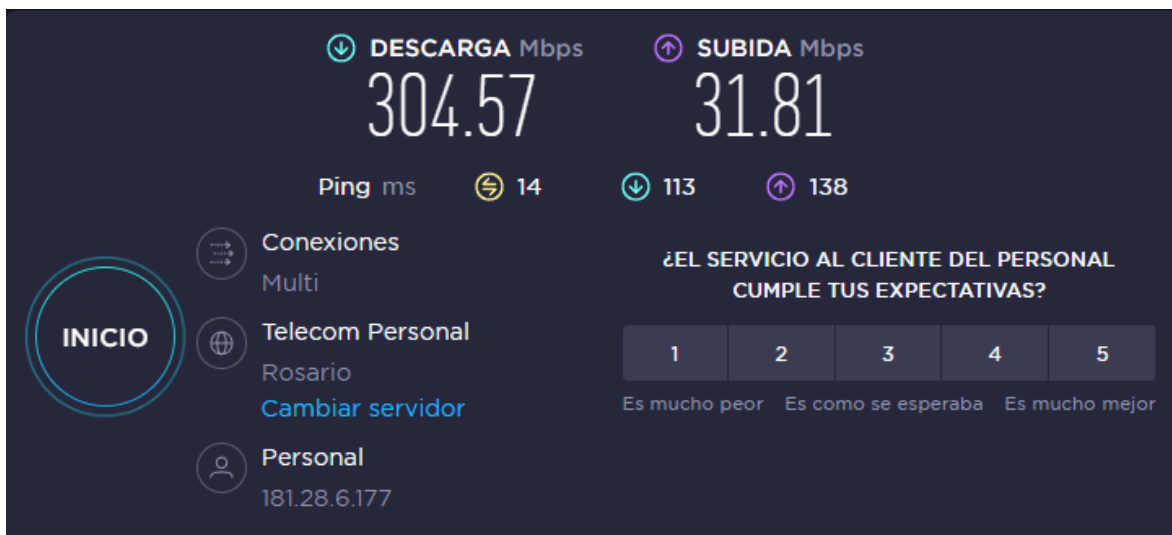 DESCARGA Mbps
SUBIDA Mbps
304.57
31.81
Ping ms 14 113 138
INICIO
Conexiones
Multi
Telecom Personal
Rosario
Cambiar servidor
Personal
181.28.6.177
¿EL SERVICIO AL CLIENTE DEL PERSONAL
CUMPLE TUS EXPECTATIVAS?
1 2 3 4 5
Es mucho peor Es como se esperaba Es mucho mejor